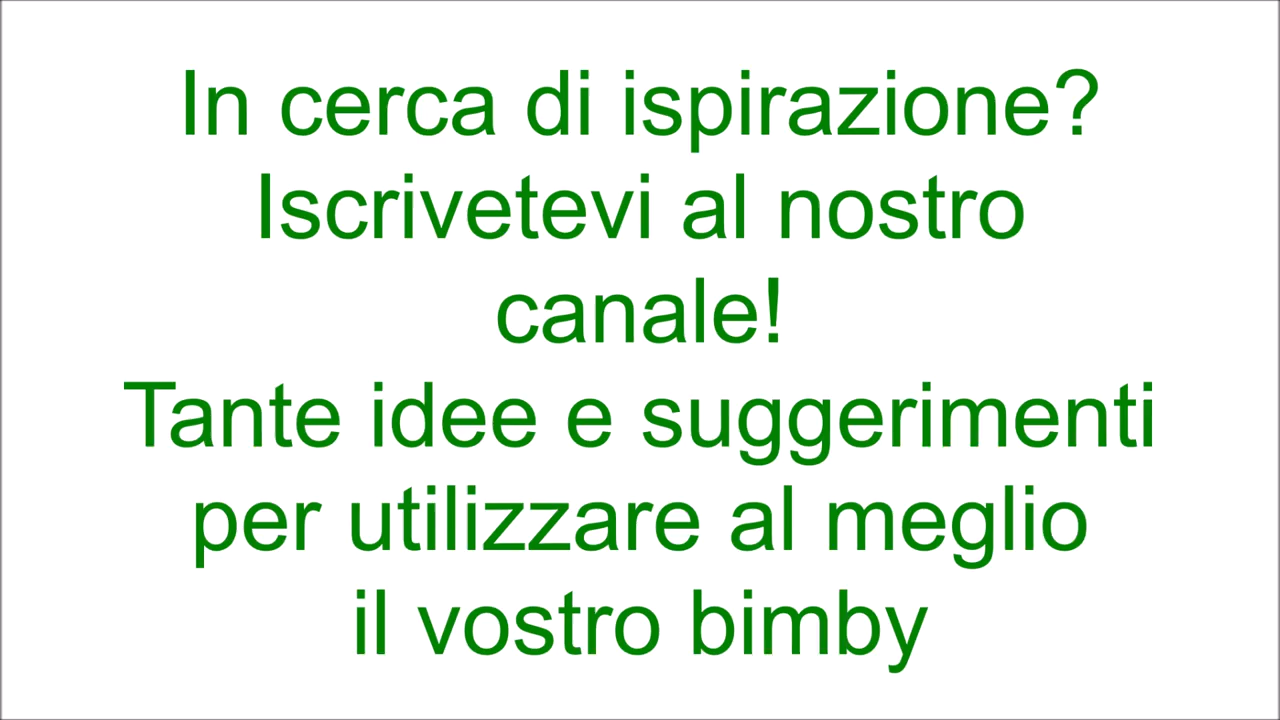 In cerca di ispirazione?
Iscrivetevi al nostro
canale!
Tante idee e suggerimenti
per utilizzare al meglio
il vostro bimby